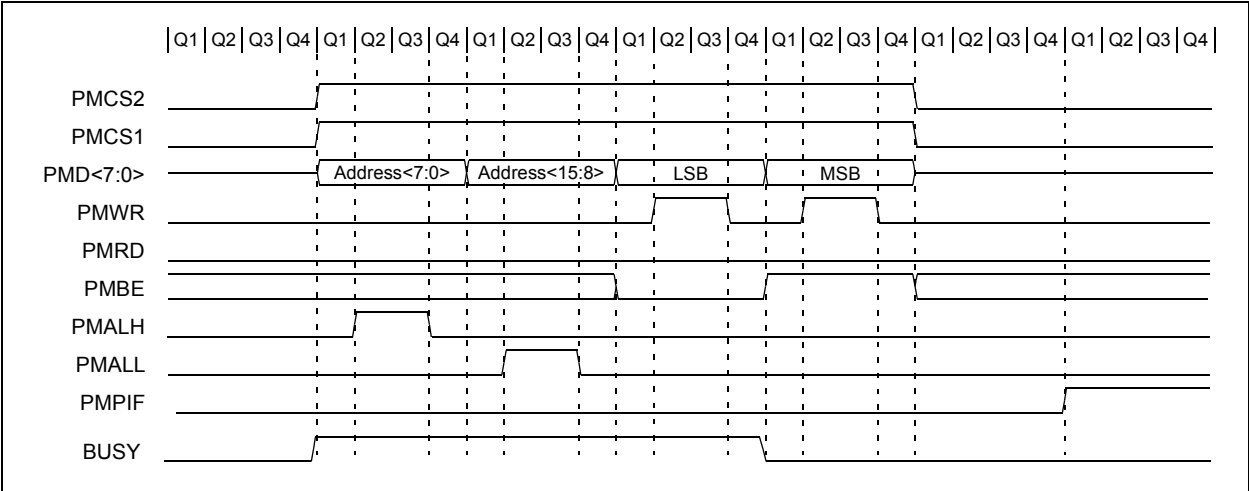 Q1 Q2 Q3 Q4 Q1 Q2 Q3 Q4 Q1 Q2 Q3 Q4 Q1 Q2 Q3 Q4 Q1 Q2 Q3 Q4 Q1 Q2 Q3 Q4 Q1 Q2 Q3 Q4
PMCS2
PMCS1
PMD<7:0> Address<7:0> Address<15:8> LSB MSB
PMWR
PMRD
PMBE
PMALH
PMALL
PMPIF
BUSY